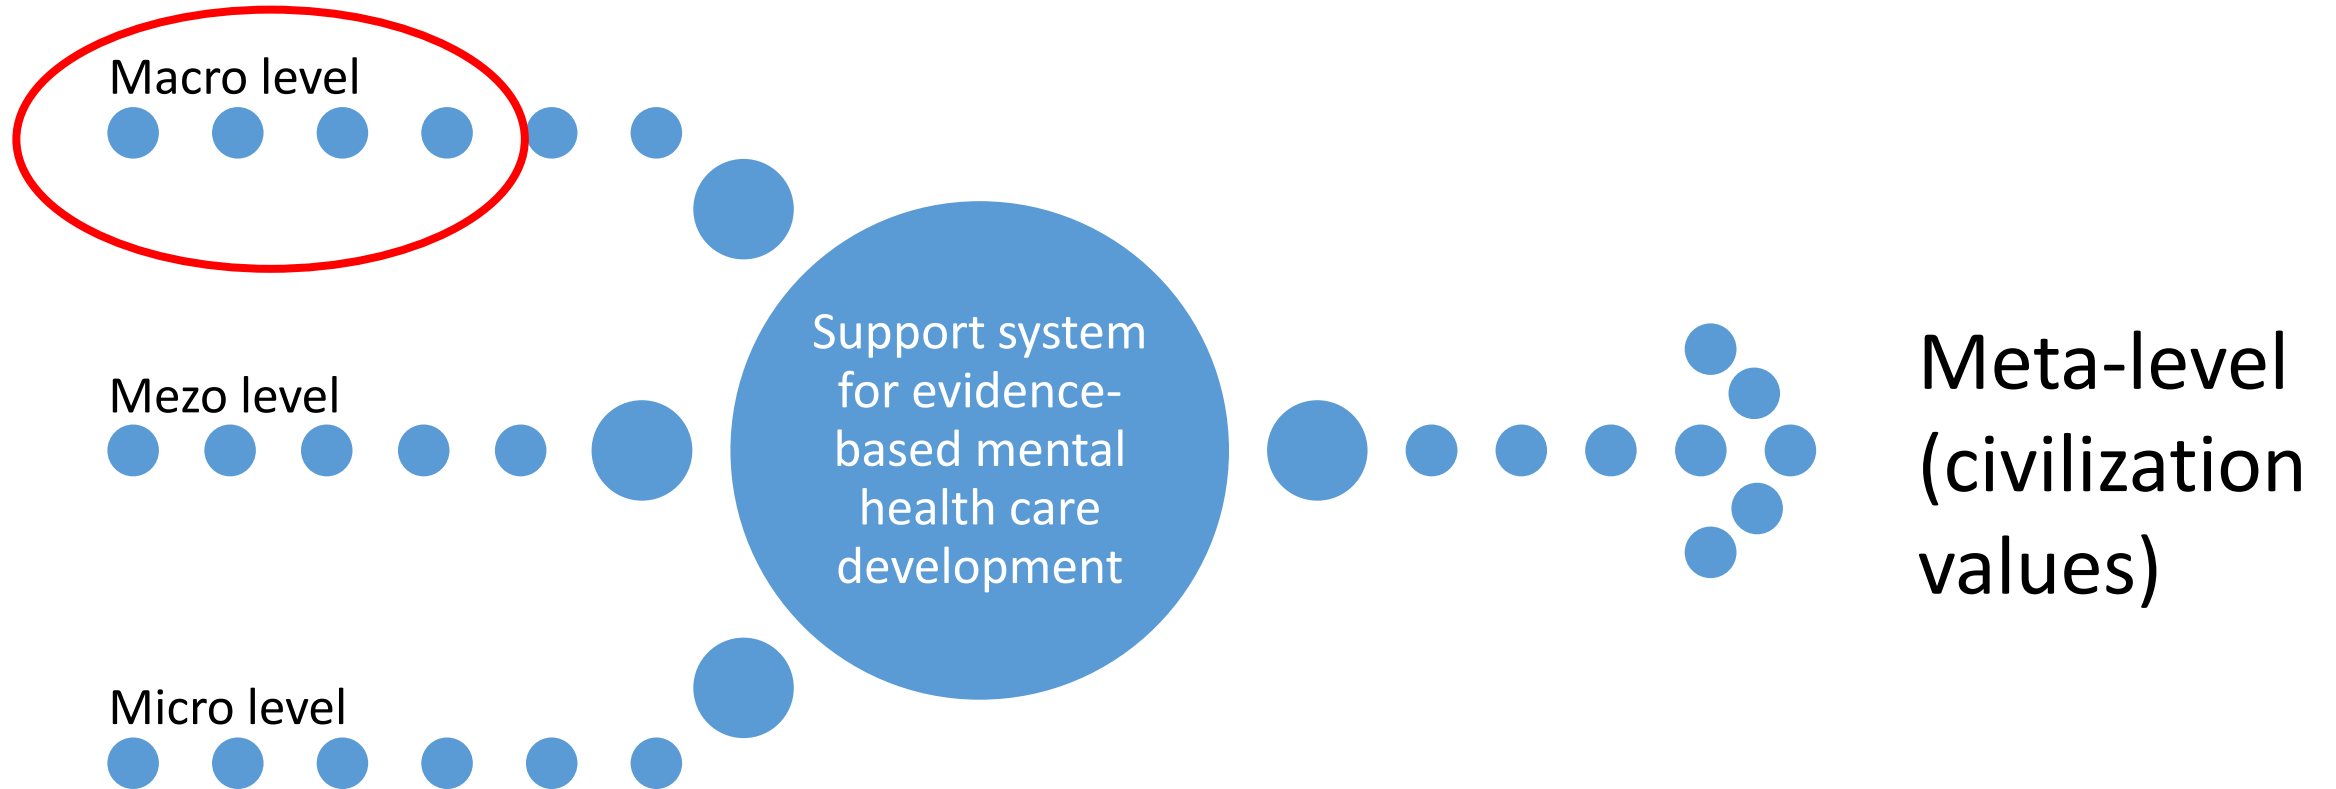 Macro level
Mezo level
Micro level
Support system
for evidence-
based mental
health care
development
Meta-level
(civilization
values)